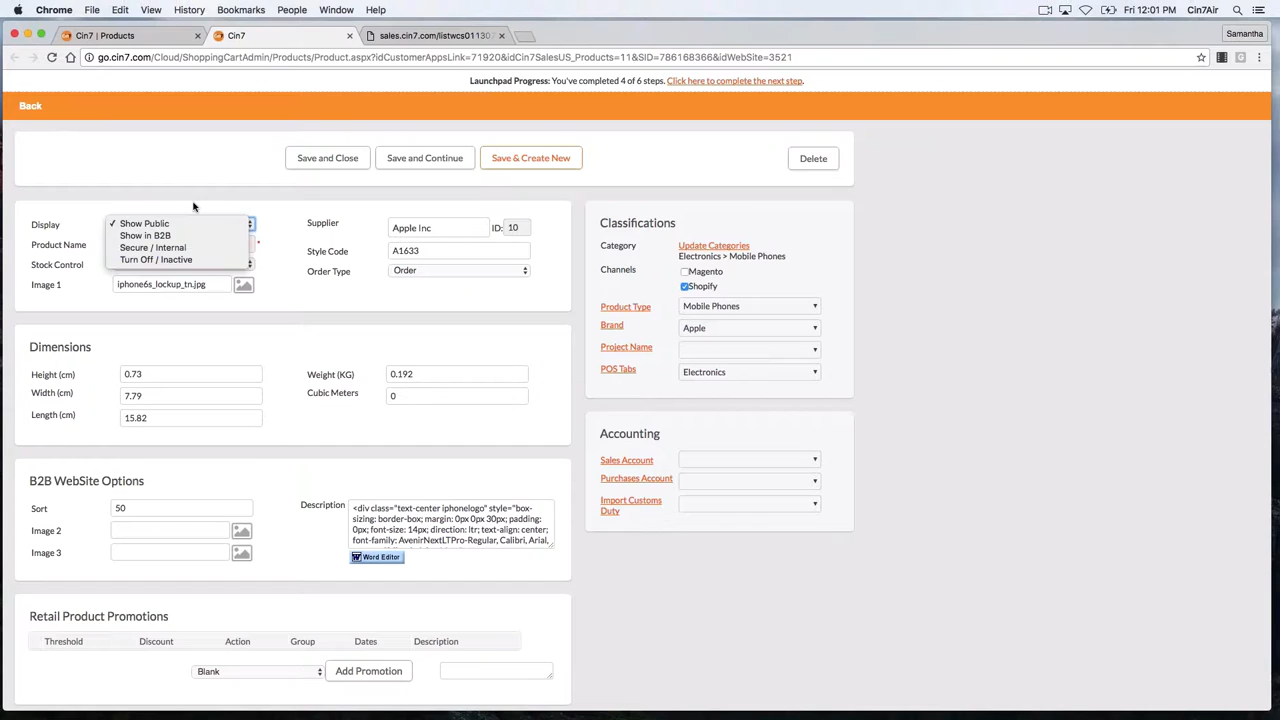 Chrome File Edit View History Bookmarks People Window Help Fri 12:01 PM Cin7Air
Cin7 | Products Cin7 sales.cin7.com/listwcs01130 Samantha
go.cin7.com/Cloud/ShoppingCartAdmin/Products/Product.aspx?idCustomerAppsLink=71920&idCin7SalesUS_Products=11&SID=786168366&idWebSite=3521
Launchpad Progress: You've completed 4 of 6 steps. Click here to complete the next step.
Back
Save and Close Save and Continue Save & Create New Delete
Display
✓ Show Public
Show in B2B
Secure / Internal
Turn Off / Inactive
Product Name *
Stock Control
Image 1 iphone6s_lockup_tn.jpg
Supplier Apple Inc ID: 10
Style Code A1633
Order Type Order
Classifications
Category Update Categories
Electronics > Mobile Phones
Channels Magento
Shopify
Product Type Mobile Phones
Brand Apple
Project Name
POS Tabs Electronics
Dimensions
Height (cm) 0.73 Weight (KG) 0.192
Width (cm) 7.79 Cubic Meters 0
Length (cm) 15.82
Accounting
Sales Account
Purchases Account
Import Customs
Duty
B2B WebSite Options
Sort 50
Image 2
Image 3
Description <div class="text-center iphonelogo" style="box-
sizing: border-box; margin: 0px 0px 30px; padding:
0px; font-size: 14px; direction: ltr; text-align: center;
font-family: AvenirNextLTPro-Regular, Calibri, Arial,
W Word Editor
Retail Product Promotions
Threshold Discount Action Group Dates Description
Blank Add Promotion